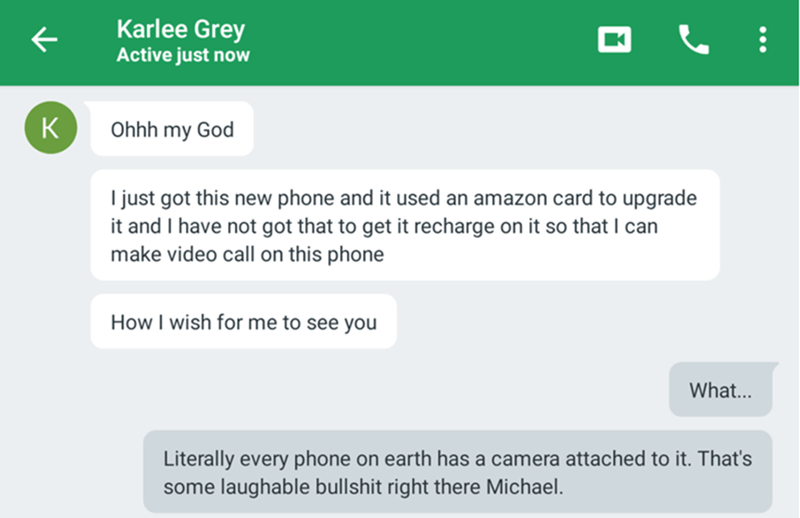 Karlee Grey
Active just now
K
Ohhh my God
I just got this new phone and it used an amazon card to upgrade
it and I have not got that to get it recharge on it so that I can
make video call on this phone
How I wish for me to see you
What...
Literally every phone on earth has a camera attached to it. That's
some laughable bullshit right there Michael.